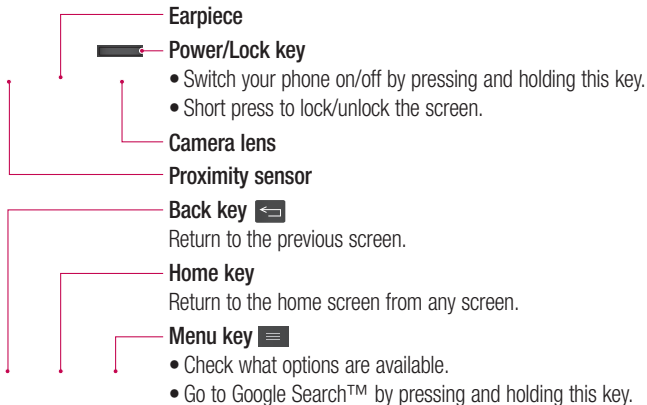 Earpiece
Power/Lock key
• Switch your phone on/off by pressing and holding this key.
• Short press to lock/unlock the screen.
Camera lens
Proximity sensor
Back key
Return to the previous screen.
Home key
Return to the home screen from any screen.
Menu key
• Check what options are available.
• Go to Google Search™ by pressing and holding this key.